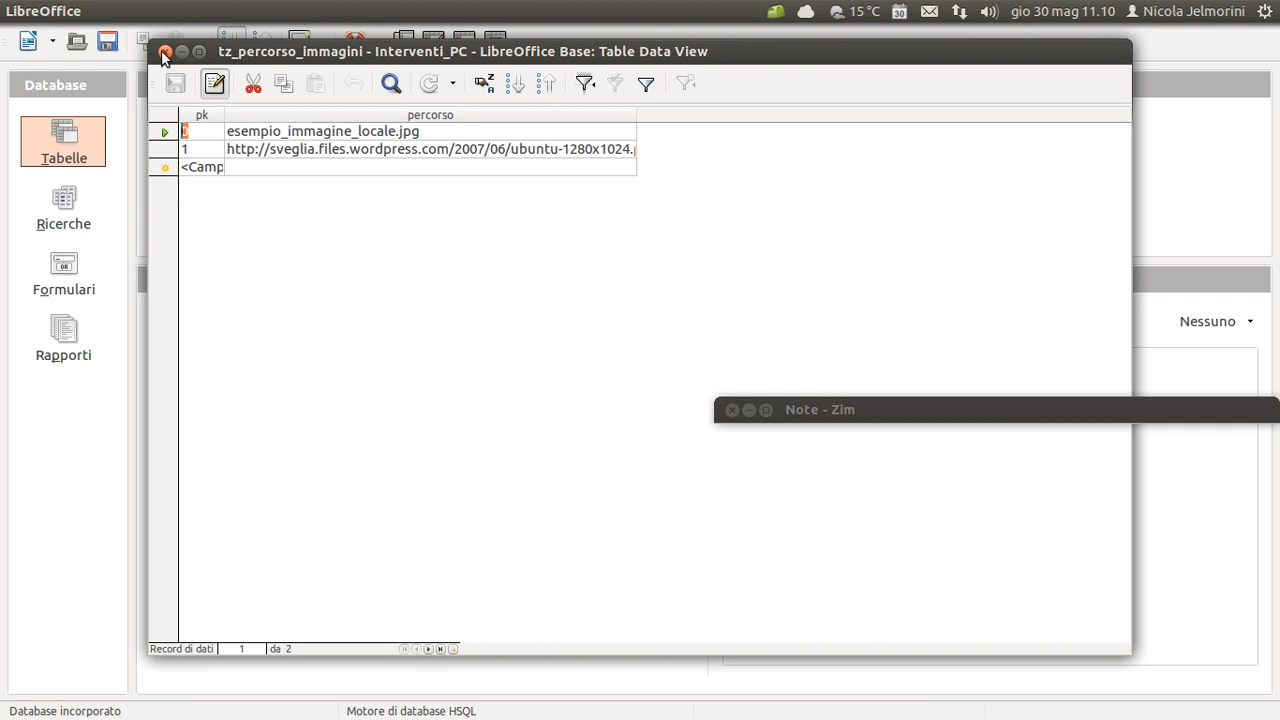 LibreOffice
15 °C
30
gio 30 mag 11.10
Nicola Jelmorini
tz_percorso_immagini - Interventi_PC - LibreOffice Base: Table Data View
Database
Tabelle
Ricerche
Formulari
Rapporti
pk
percorso
0
esempio_immagine_locale.jpg
1
http://sveglia.files.wordpress.com/2007/06/ubuntu-1280x1024.
<Camp
Nessuno
Note - Zim
Record di dati
1
da 2
Database incorporato
Motore di database HSQL